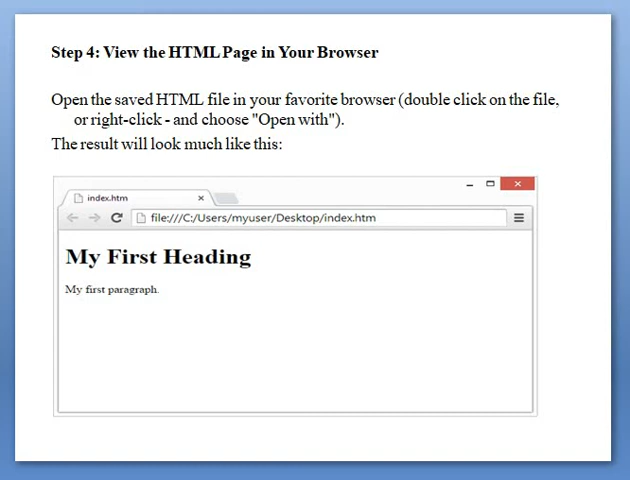 Step 4: View the HTML Page in Your Browser
Open the saved HTML file in your favorite browser (double click on the file,
or right-click - and choose "Open with").
The result will look much like this:
index.htm
file:///C:/Users/myuser/Desktop/index.htm
My First Heading
My first paragraph.